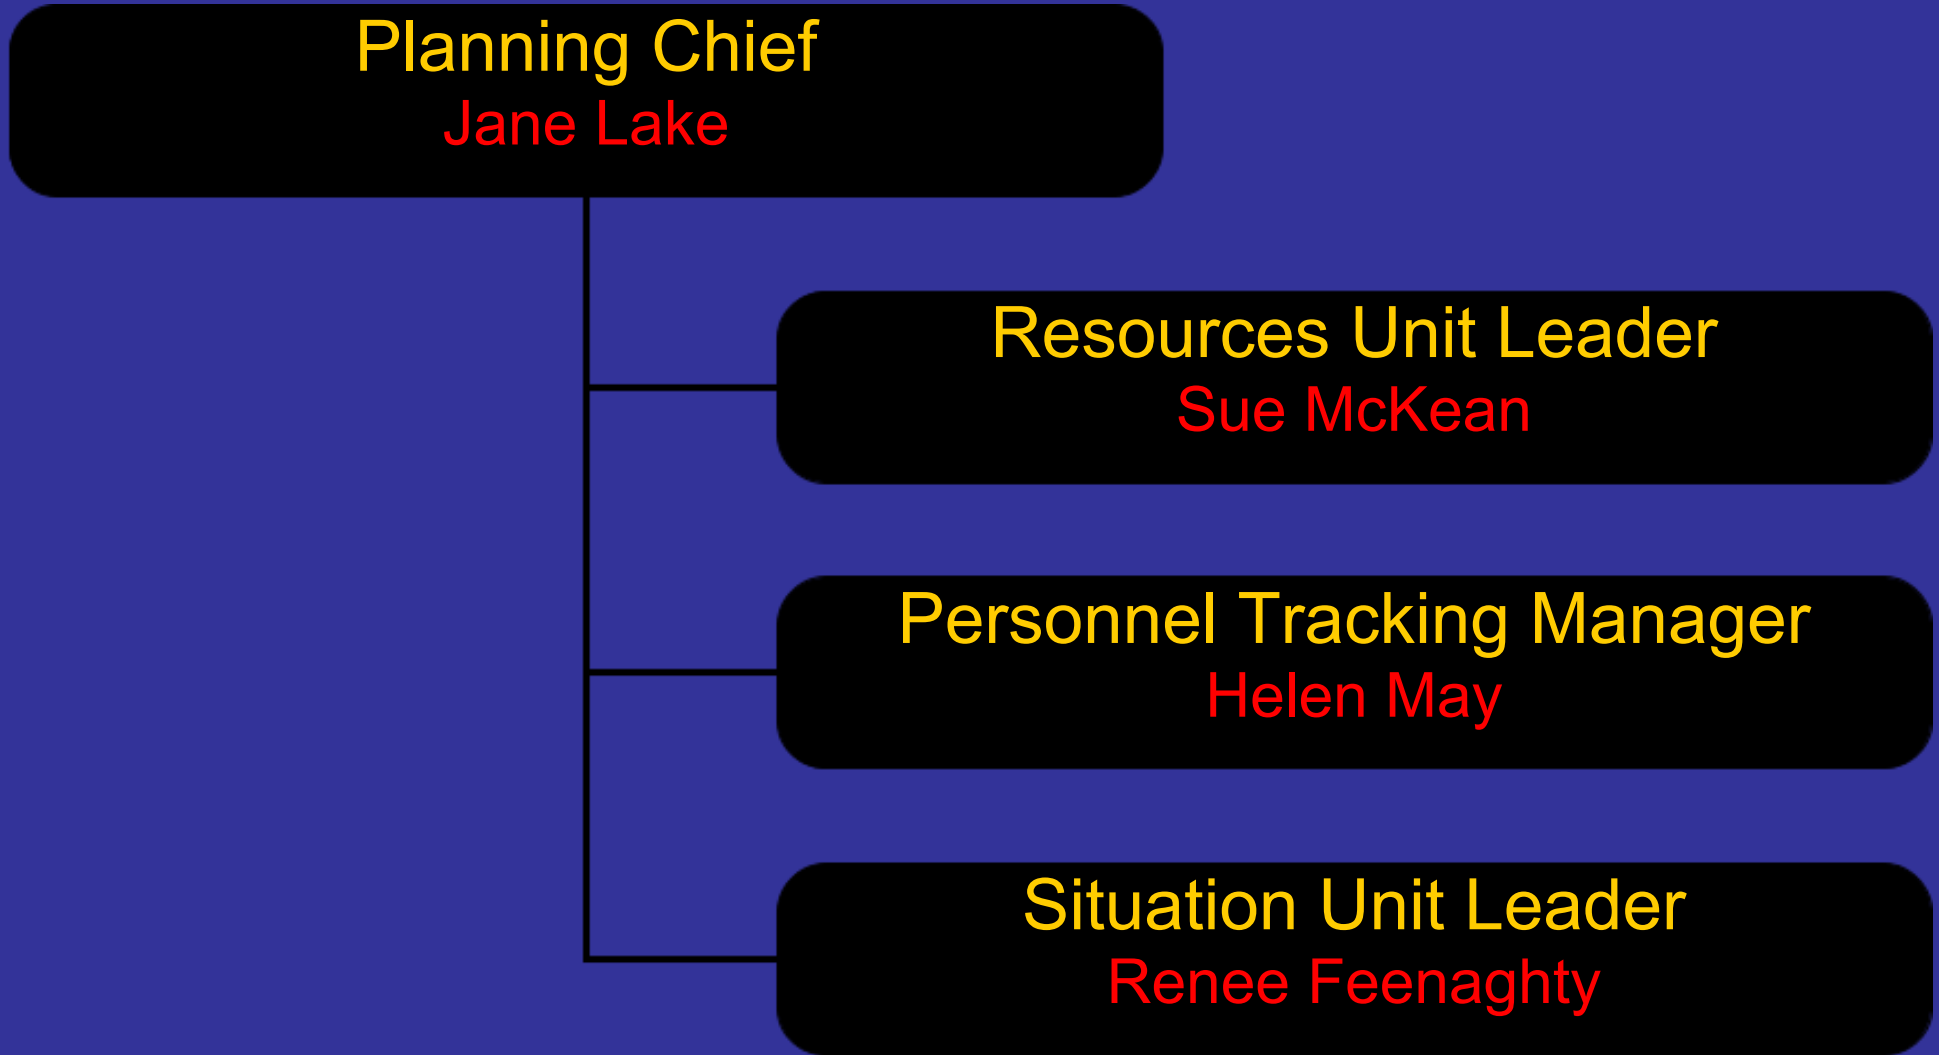 Planning Chief
Jane Lake
Resources Unit Leader
Sue McKean
Personnel Tracking Manager
Helen May
Situation Unit Leader
Renee Feenaghty